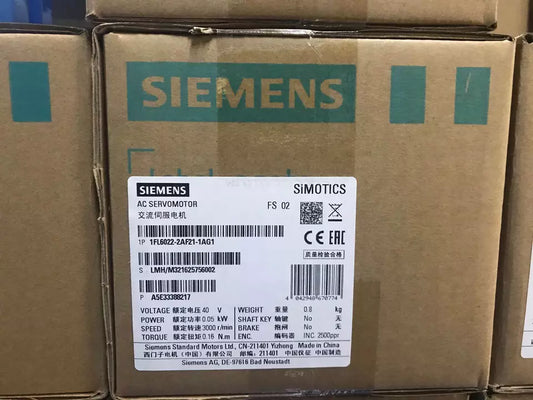 SIEMENS
SIEMENS
SIMOTICS
AC SERVOMOTOR
FS 02
交流伺服电机
1P 1FL6022-2AF21-1AG1
CE EAC
质量检验合格
S LMH/M321625756002
P A5E33388217
4 042948 670774
VOLTAGE 额定电压 40 V WEIGHT 重量 0.8 kg
POWER 额定功率 0.05 kW SHAFT KEY 轴键 No 无
SPEED 额定转速 3000 r/min BRAKE 抱闸 No 无
TORQUE 额定扭矩 0.16 N.m ENC. 编码器 INC 2500ppr
Siemens Standard Motors Ltd., CN-211401 Yizheng Made in China
西门子电机（中国）有限公司 邮编：211401 中国仪征 中国制造
Siemens AG, DE-97616 Bad Neustadt